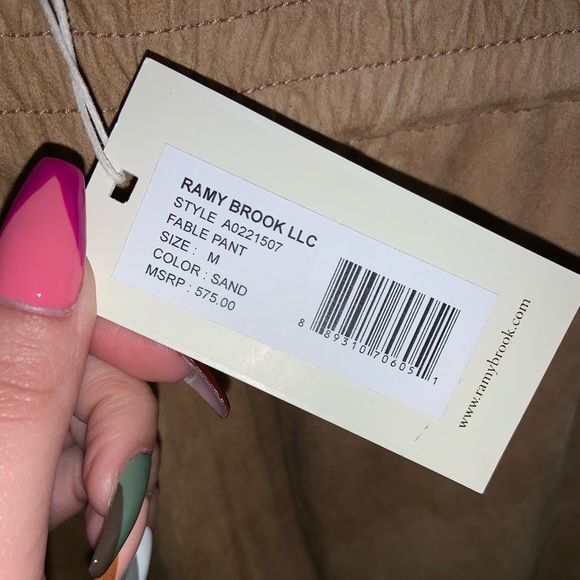 RAMY BROOK LLC
STYLE A0221507
FABLE PANT
SIZE : M
COLOR : SAND
MSRP : 575.00
8 89310 70605 1
www.ramybrook.com